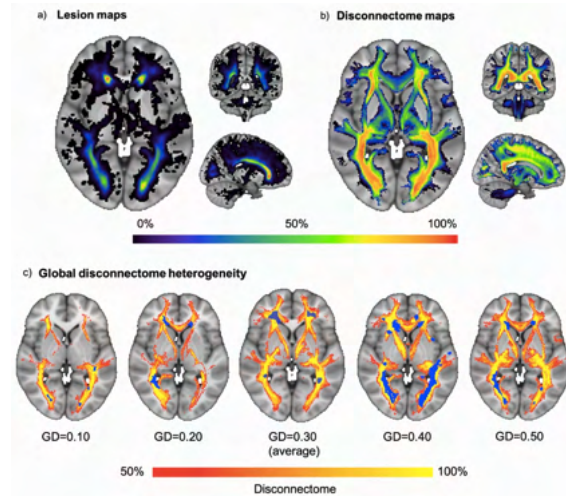 a) Lesion maps
b) Disconnectome maps
0% 50% 100%
c) Global disconnectome heterogeneity
GD=0.10 GD=0.20 GD=0.30 GD=0.40 GD=0.50
(average)
50% 100%
Disconnectome